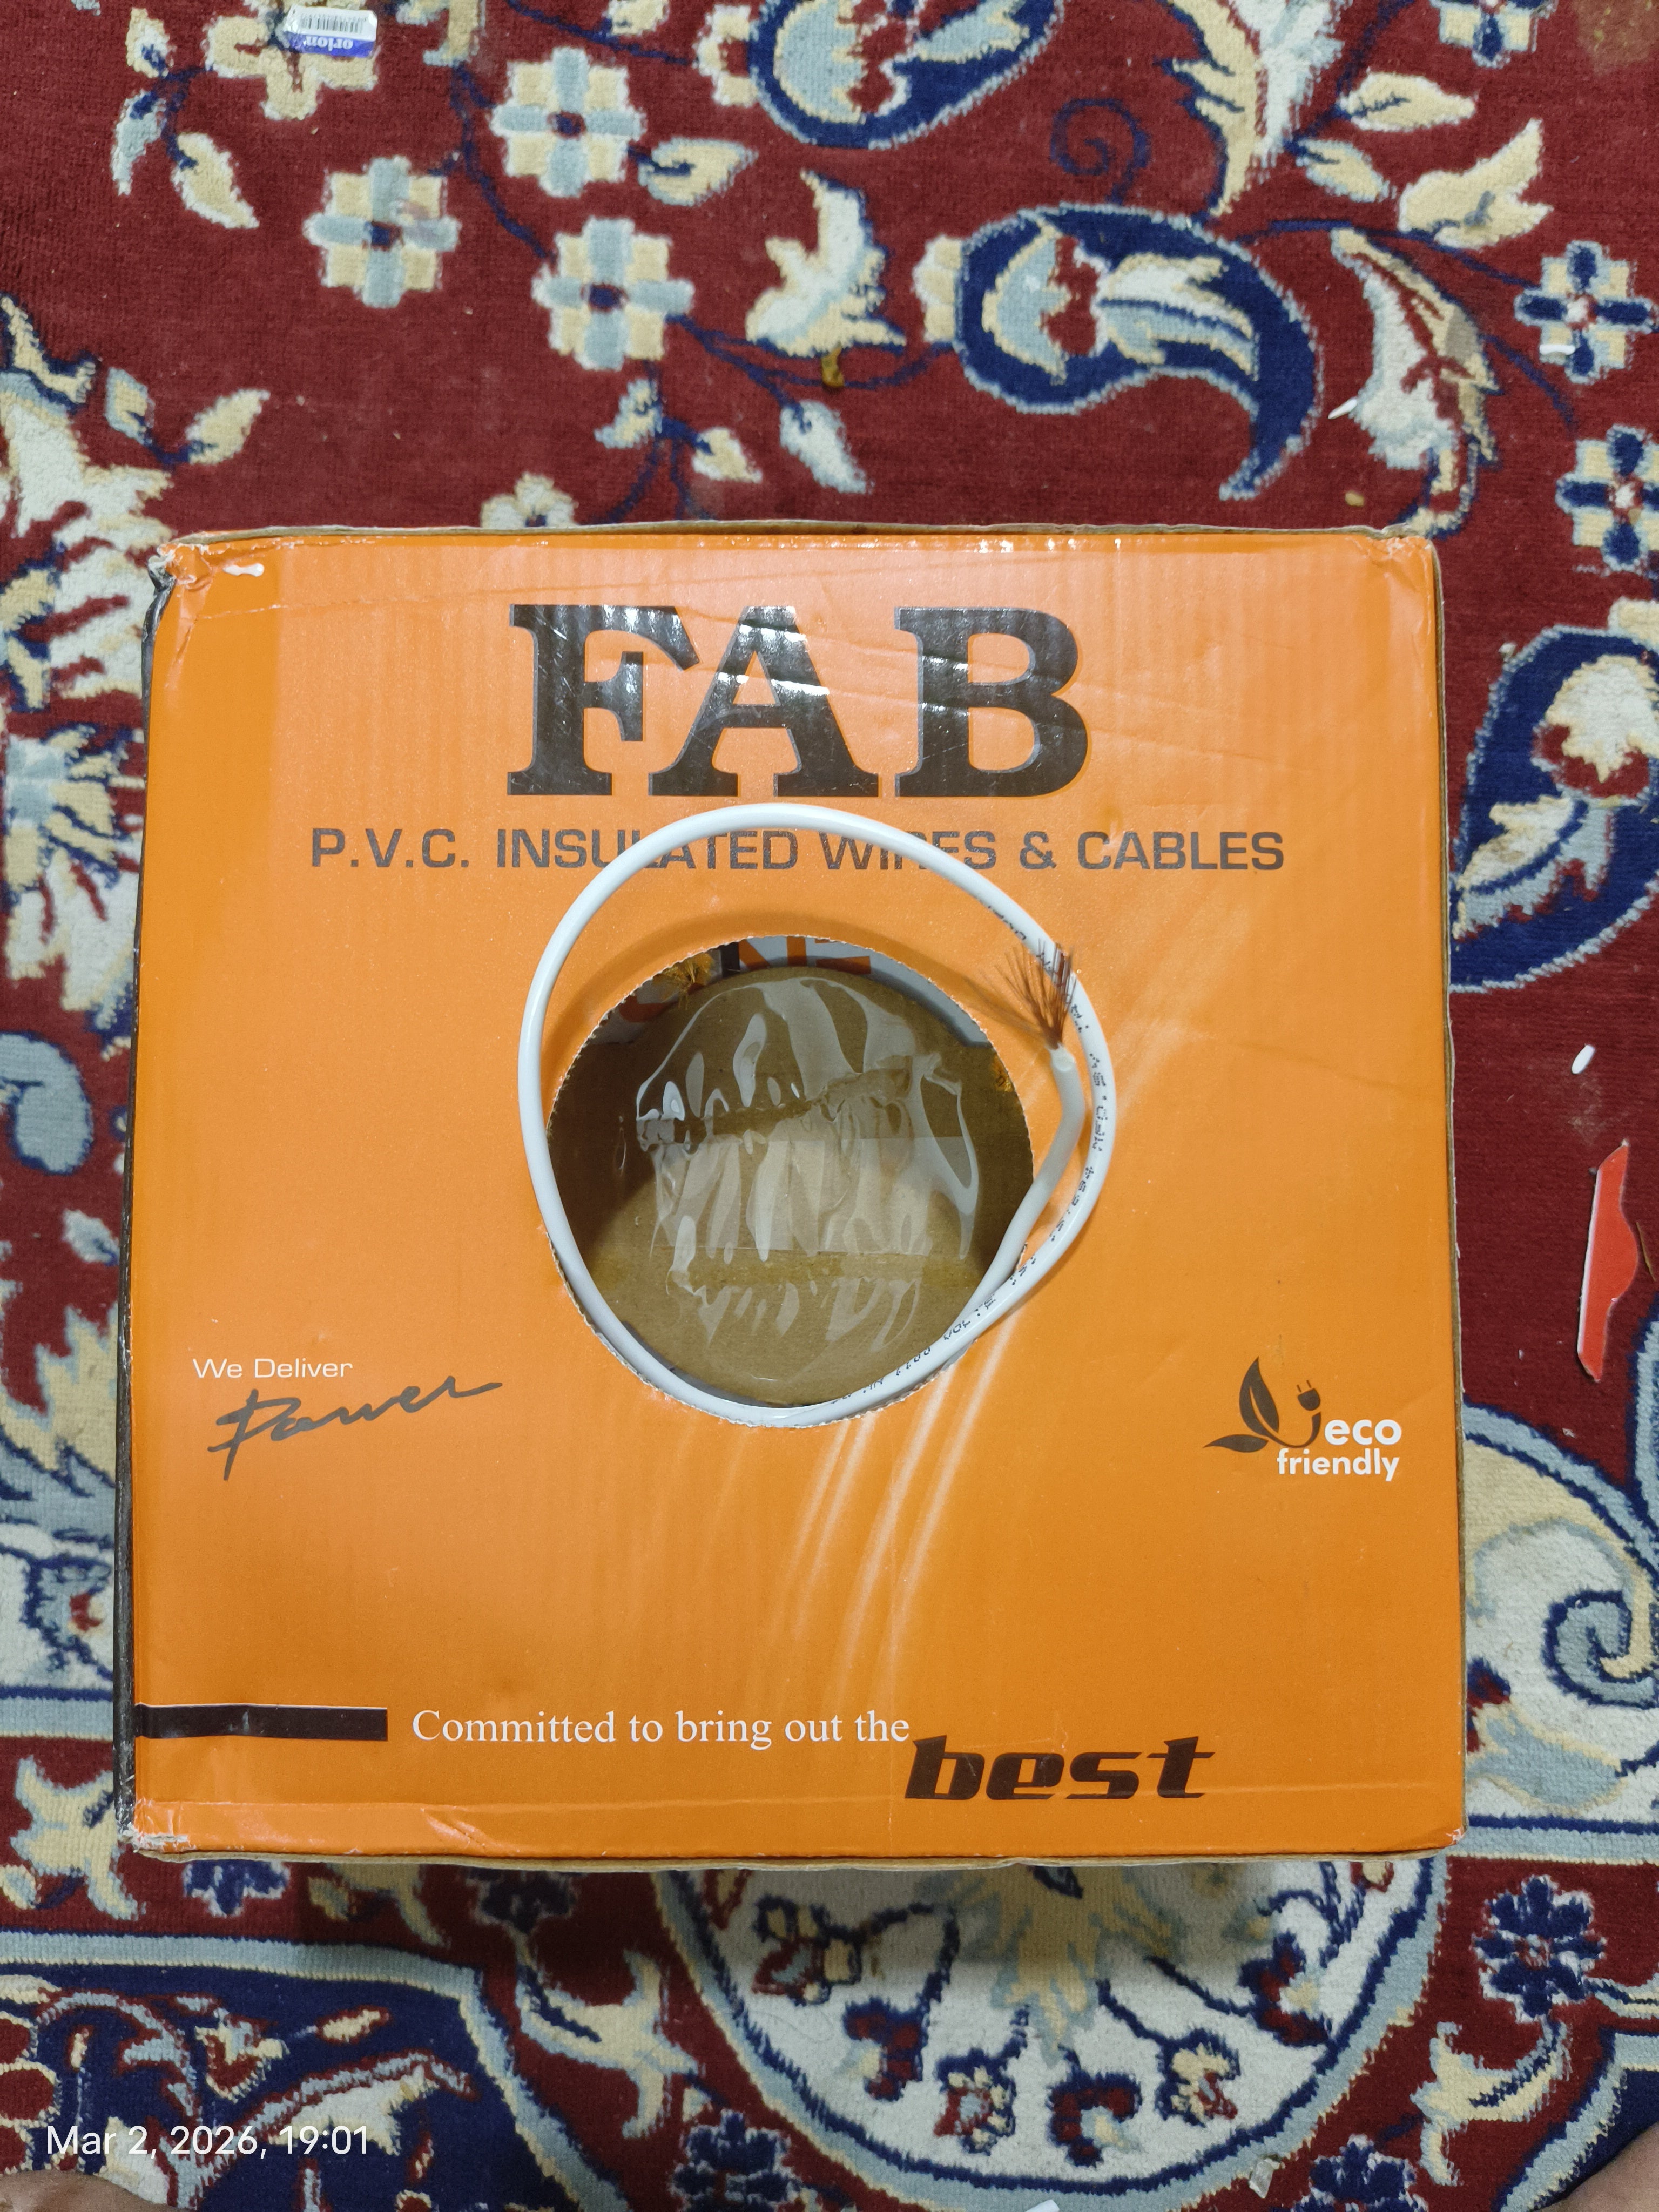 orion
FAB
P.V.C. INSULATED WIRES & CABLES
We Deliver
Power
eco
friendly
Committed to bring out the
best
Mar 2, 2026, 19:01